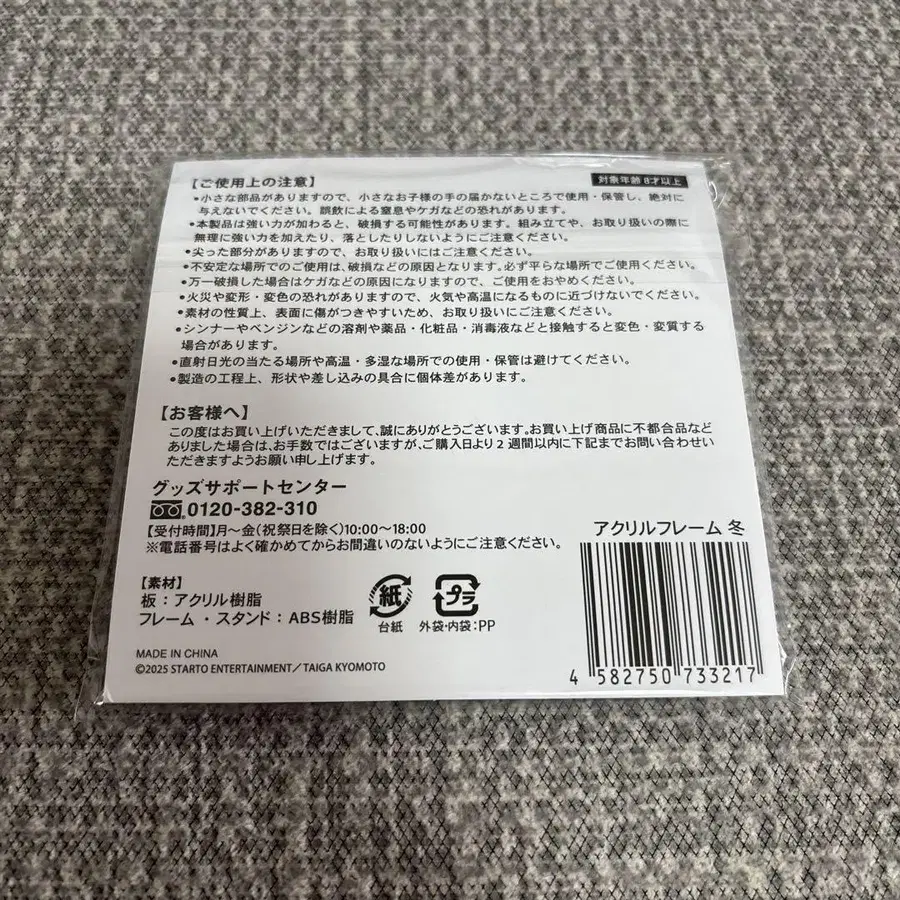 【ご使用上の注意】
対象年齢 8才以上
•小さな部品がありますので、小さなお子様の手の届かないところで使用・保管し、絶対に
与えないでください。誤飲による窒息やケガなどの恐れがあります。
•本製品は強い力が加わると、破損する可能性があります。組み立てや、お取り扱いの際に
無理に強い力を加えたり、落としたりしないようにご注意ください。
•尖った部分がありますので、お取り扱いにはご注意ください。
•不安定な場所でのご使用は、破損などの原因となります。必ず平らな場所でご使用ください。
•万一破損した場合はケガなどの原因になりますので、ご使用をおやめください。
•火災や変形・変色の恐れがありますので、火気や高温になるものに近づけないでください。
•素材の性質上、表面に傷がつきやすいため、お取り扱いにご注意ください。
•シンナーやベンジンなどの溶剤や薬品・化粧品・消毒液などと接触すると変色・変質する
場合があります。
•直射日光の当たる場所や高温・多湿な場所での使用・保管は避けてください。
•製造の工程上、形状や差し込みの具合に個体差があります。
【お客様へ】
この度はお買い上げいただきまして、誠にありがとうございます。お買い上げ商品に不都合品など
ありました場合は、お手数ではございますが、ご購入日より2週間以内に下記までお問い合わせ
いただきますようお願い申し上げます。
グッズサポートセンター
0120-382-310
【受付時間】月～金(祝祭日を除く)10:00～18:00
※電話番号はよく確かめてからお間違いのないようにご注意ください。
アクリルフレーム 冬
【素材】
板：アクリル樹脂
フレーム・スタンド：ABS樹脂
紙
台紙
プラ
外袋・内袋：PP
MADE IN CHINA
©2025 STARTO ENTERTAINMENT／TAIGA KYOMOTO
4 582750 733217